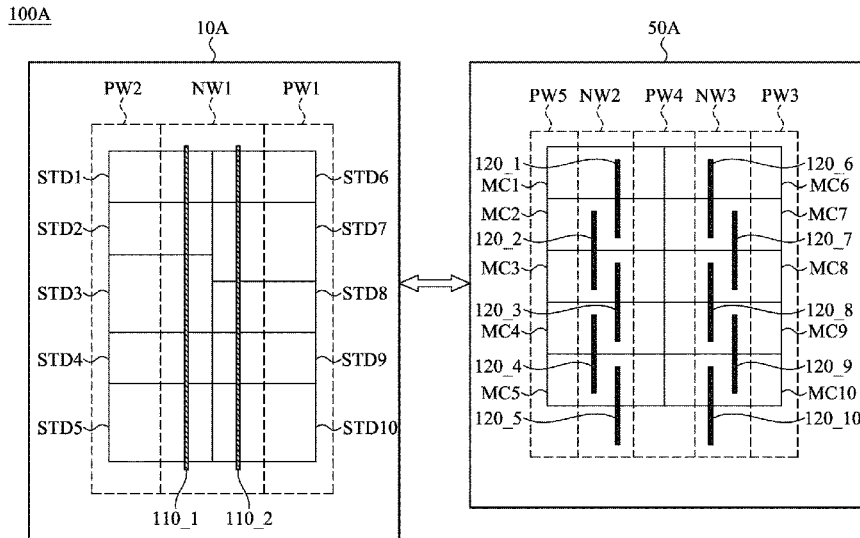 100A
10A
PW2 NW1 PW1
STD1
STD2
STD3
STD4
STD5
STD6
STD7
STD8
STD9
STD10
110_1 110_2
50A
PW5 NW2 PW4 NW3 PW3
120_1
MC1
MC2
120_2
MC3
120_3
MC4
120_4
MC5
120_5
120_6
MC6
MC7
120_7
MC8
120_8
MC9
120_9
MC10
120_10